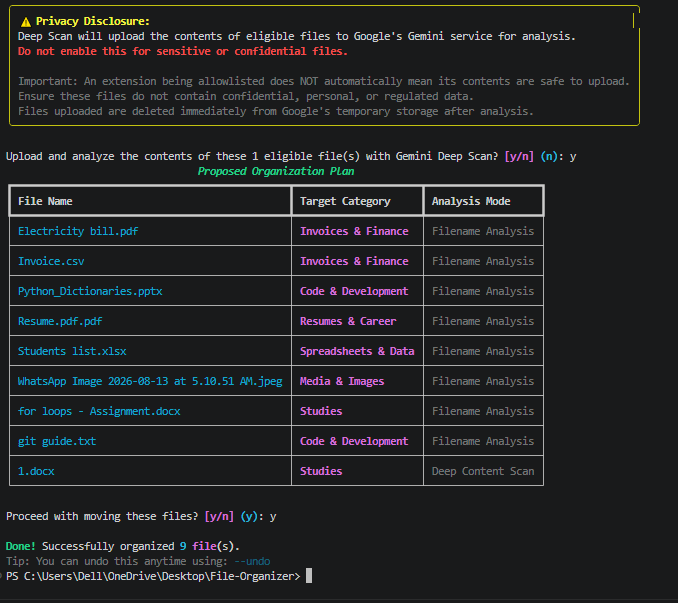 ⚠ Privacy Disclosure:
Deep Scan will upload the contents of eligible files to Google's Gemini service for analysis.
Do not enable this for sensitive or confidential files.
Important: An extension being allowlisted does NOT automatically mean its contents are safe to upload.
Ensure these files do not contain confidential, personal, or regulated data.
Files uploaded are deleted immediately from Google's temporary storage after analysis.
Upload and analyze the contents of these 1 eligible file(s) with Gemini Deep Scan? [y/n] (n): y
Proposed Organization Plan
File Name Target Category Analysis Mode
Electricity bill.pdf Invoices & Finance Filename Analysis
Invoice.csv Invoices & Finance Filename Analysis
Python_Dictionaries.pptx Code & Development Filename Analysis
Resume.pdf.pdf Resumes & Career Filename Analysis
Students list.xlsx Spreadsheets & Data Filename Analysis
WhatsApp Image 2026-08-13 at 5.10.51 AM.jpeg Media & Images Filename Analysis
for loops - Assignment.docx Studies Filename Analysis
git guide.txt Code & Development Filename Analysis
1.docx Studies Deep Content Scan
Proceed with moving these files? [y/n] (y): y
Done! Successfully organized 9 file(s).
Tip: You can undo this anytime using: --undo
PS C:\Users\Dell\OneDrive\Desktop\File-Organizer>